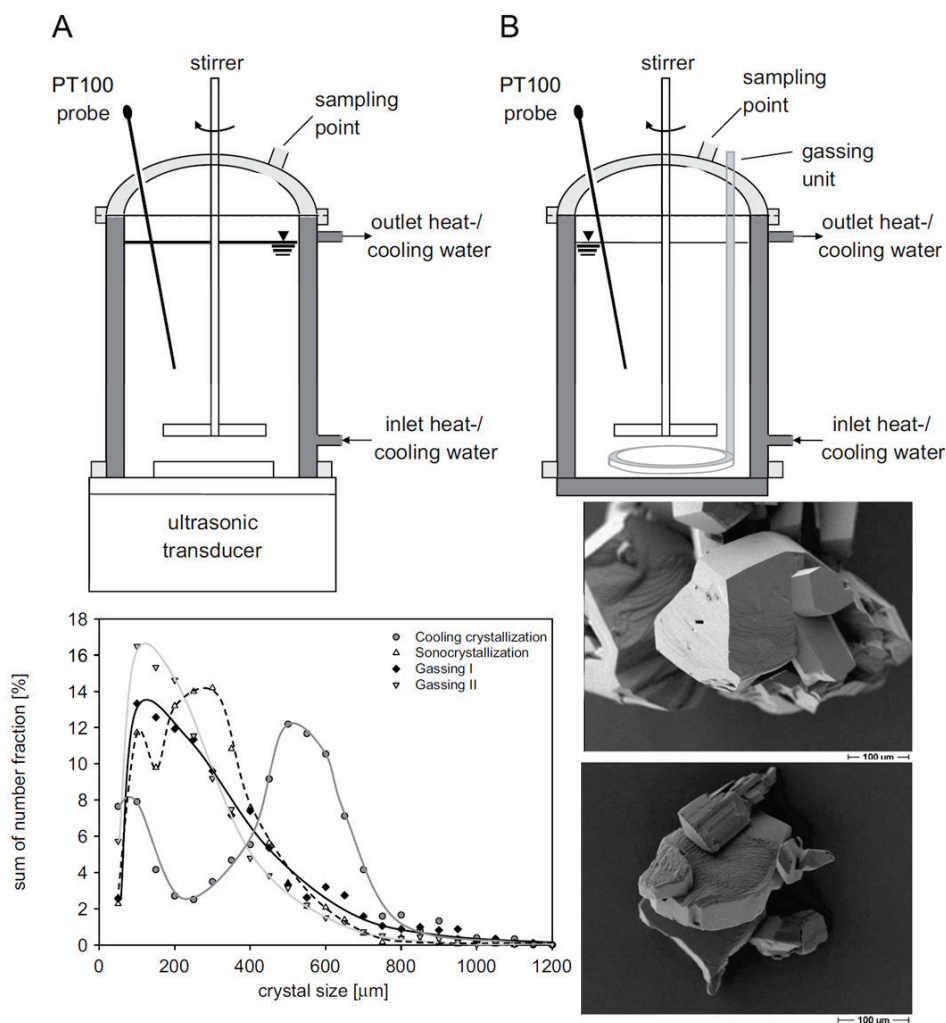 A
B
stirrer
PT100
probe
sampling
point
outlet heat-/
cooling water
inlet heat-/
cooling water
ultrasonic
transducer
stirrer
PT100
probe
sampling
point
gassing
unit
outlet heat-/
cooling water
inlet heat-/
cooling water
sum of number fraction [%]
18
16
14
12
10
8
6
4
2
0
Cooling crystallization
Sonocrystallization
Gassing I
Gassing II
0 200 400 600 800 1000 1200
crystal size [μm]
100 μm
100 μm